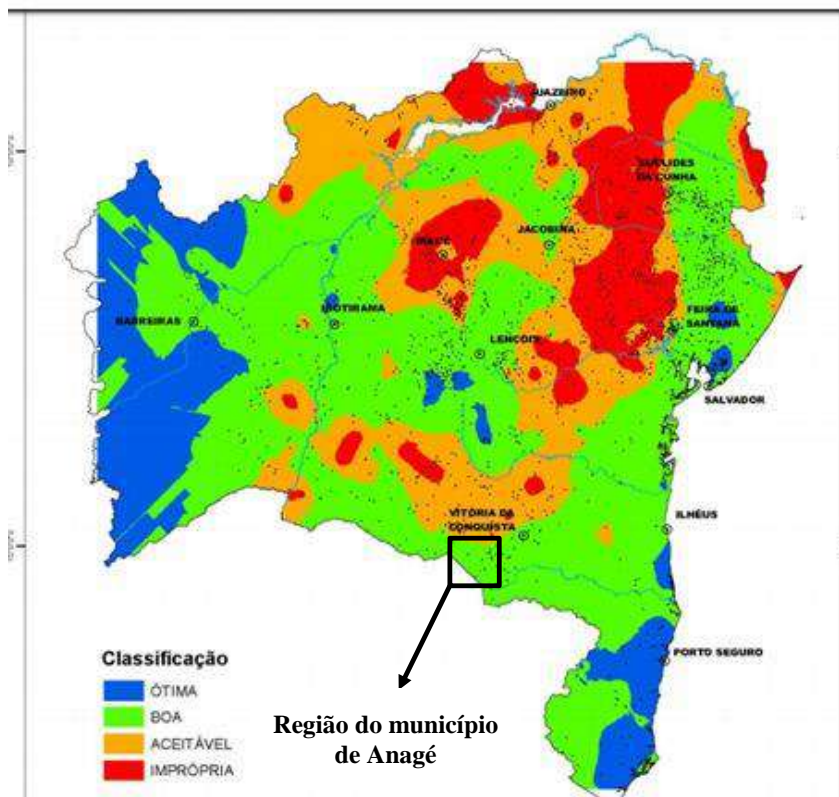 JUAZEIRO
EUCLIDES
DA CUNHA
IRECÊ
JACOBINA
BARREIRAS
IBOTIRAMA
FEIRA DE
SANTANA
LENÇOIS
SALVADOR
VITÓRIA DA
CONQUISTA
ILHÉUS
PORTO SEGURO
Classificação
ÓTIMA
BOA
ACEITÁVEL
IMPRÓPRIA
Região do município
de Anagé